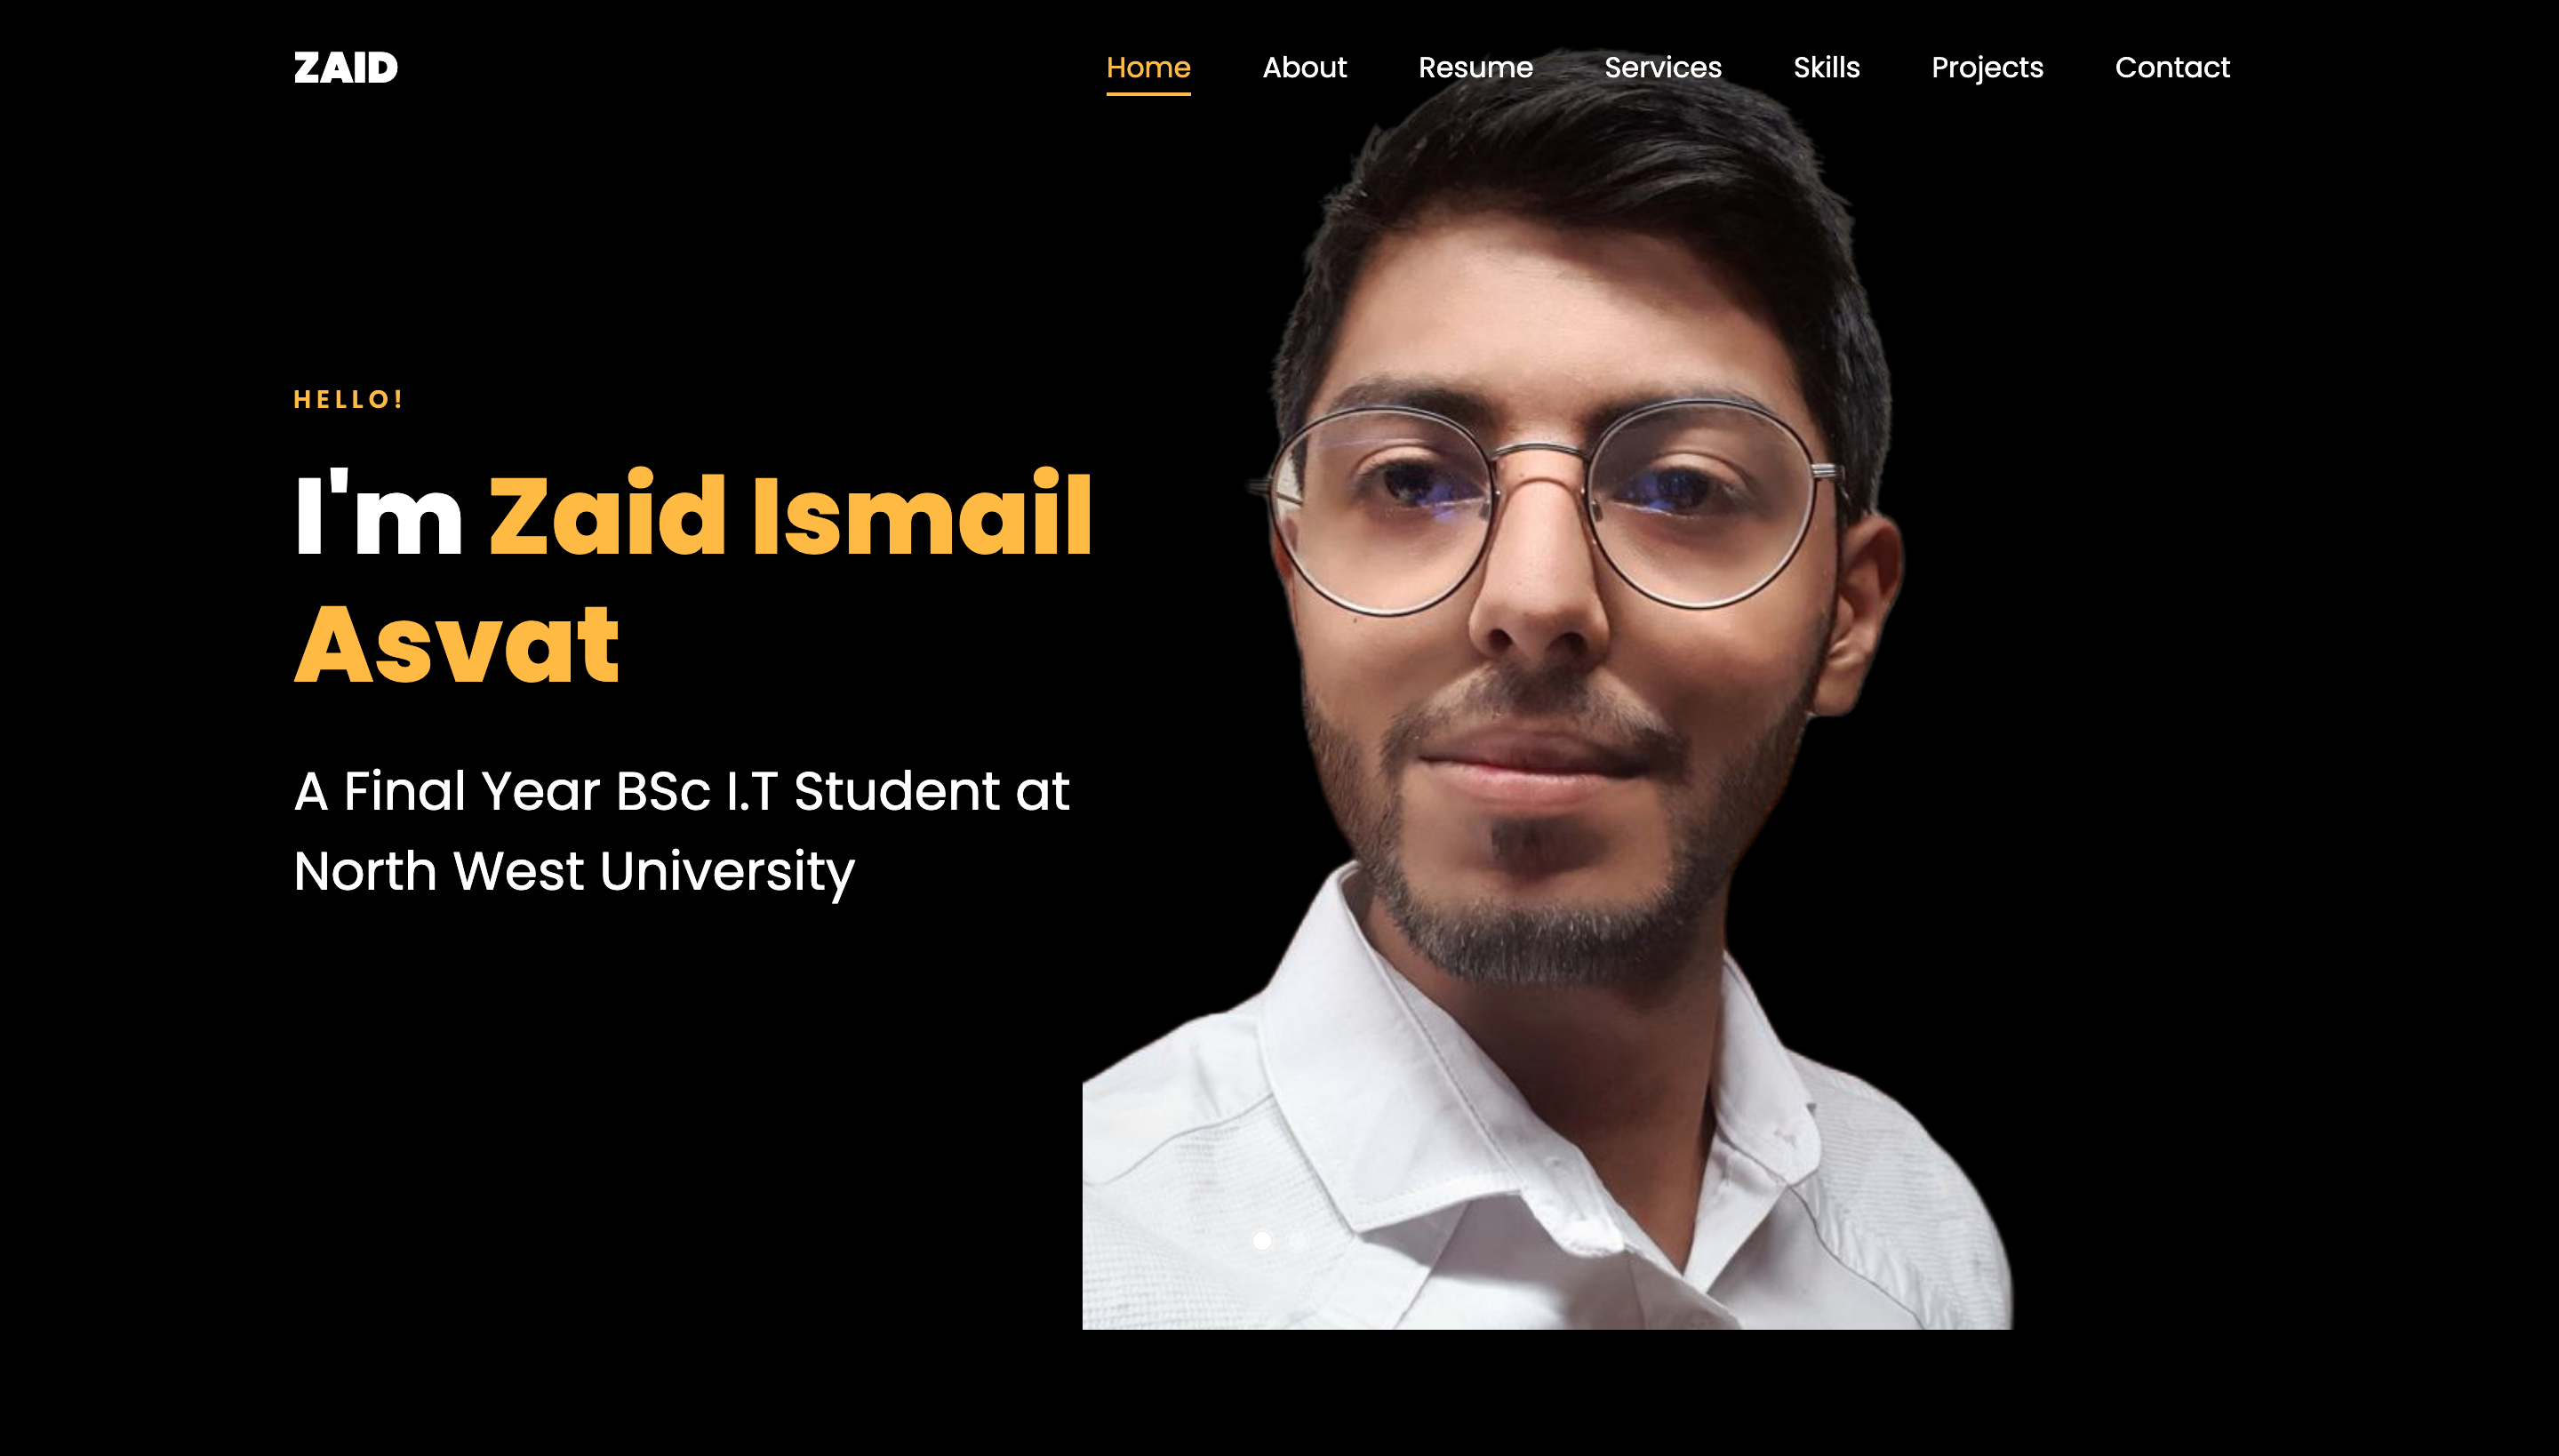 ZAID
Home About Resume Services Skills Projects Contact
HELLO!
I'm Zaid Ismail
Asvat
A Final Year BSc I.T Student at
North West University